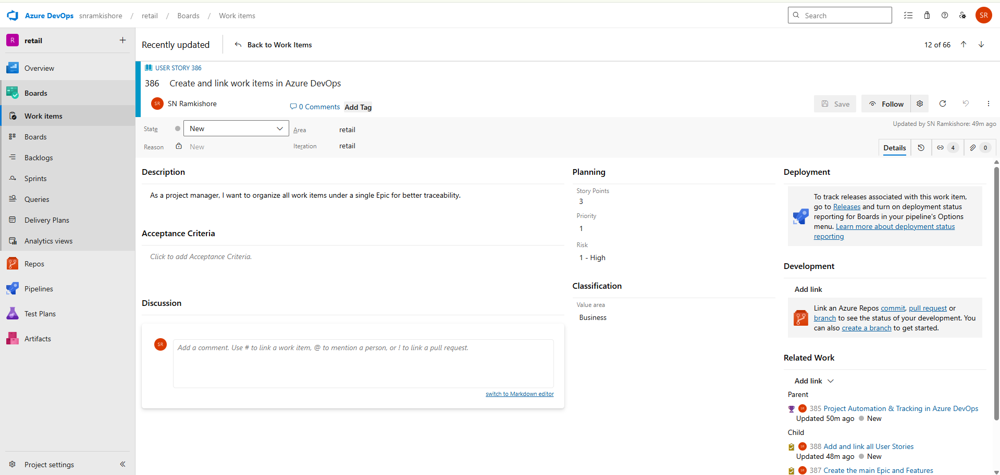 Azure DevOps snramkishore / retail / Boards / Work items
Search
SR
R retail
Overview
Boards
Work items
Boards
Backlogs
Sprints
Queries
Delivery Plans
Analytics views
Repos
Pipelines
Test Plans
Artifacts
Project settings
Recently updated
Back to Work Items
12 of 66
USER STORY 386
386 Create and link work items in Azure DevOps
SR SN Ramkishore
0 Comments
Add Tag
Save
Follow
State
New
Area
retail
Updated by SN Ramkishore: 49m ago
Reason
New
Iteration
retail
Details
4
0
Description
As a project manager, I want to organize all work items under a single Epic for better traceability.
Acceptance Criteria
Click to add Acceptance Criteria.
Discussion
SR
Add a comment. Use # to link a work item, @ to mention a person, or ! to link a pull request.
switch to Markdown editor
Planning
Story Points
3
Priority
1
Risk
1 - High
Classification
Value area
Business
Deployment
To track releases associated with this work item,
go to Releases and turn on deployment status
reporting for Boards in your pipeline's Options
menu. Learn more about deployment status
reporting
Development
Add link
Link an Azure Repos commit, pull request or
branch to see the status of your development. You
can also create a branch to get started.
Related Work
Add link
Parent
SR 385 Project Automation & Tracking in Azure DevOps
Updated 50m ago New
Child
SR 388 Add and link all User Stories
Updated 48m ago New
SR 387 Create the main Epic and Features